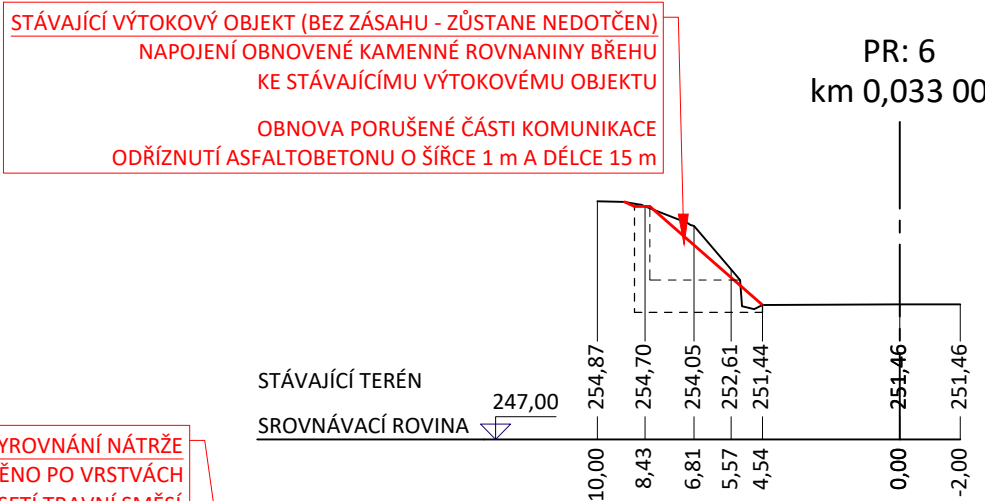 STÁVAJÍCÍ VÝTOKOVÝ OBJEKT (BEZ ZÁSAHU - ZŮSTANE NEDOTČEN)
NAPOJENÍ OBNOVENÉ KAMENNÉ ROVNANINY BŘEHU
KE STÁVAJÍCÍMU VÝTOKOVÉMU OBJEKTU
OBNOVA PORUŠENÉ ČÁSTI KOMUNIKACE
ODŘÍZNUTÍ ASFALTOBETONU O ŠÍŘCE 1 m A DÉLCE 15 m
PR: 6
km 0,033 00
STÁVAJÍCÍ TERÉN
254,87 254,70 254,05 252,61 251,44 251,46 251,46
247,00
SROVNÁVACÍ ROVINA
10,00 8,43 6,81 5,57 4,54 0,00 -2,00
YROVNÁNÍ NÁTRŽE
ĚNO PO VRSTVÁCH
SETÍ TRAVNÍ SMĚSÍ